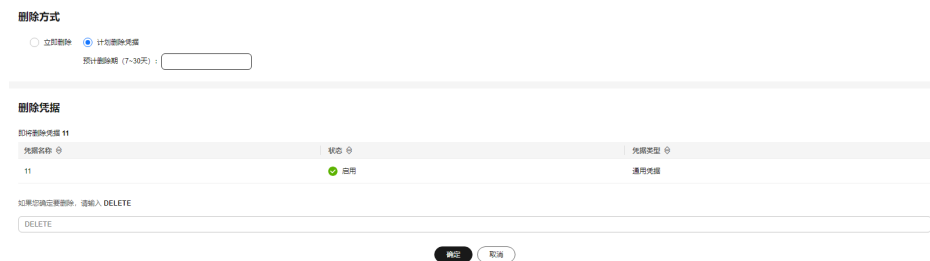 删除方式
立即删除 计划删除凭据
预计删除期（7~30天）：
删除凭据
即将删除凭据 11
凭据名称 状态 凭据类型
11 启用 通用凭据
如果您确定要删除，请输入 DELETE
DELETE
确定 取消